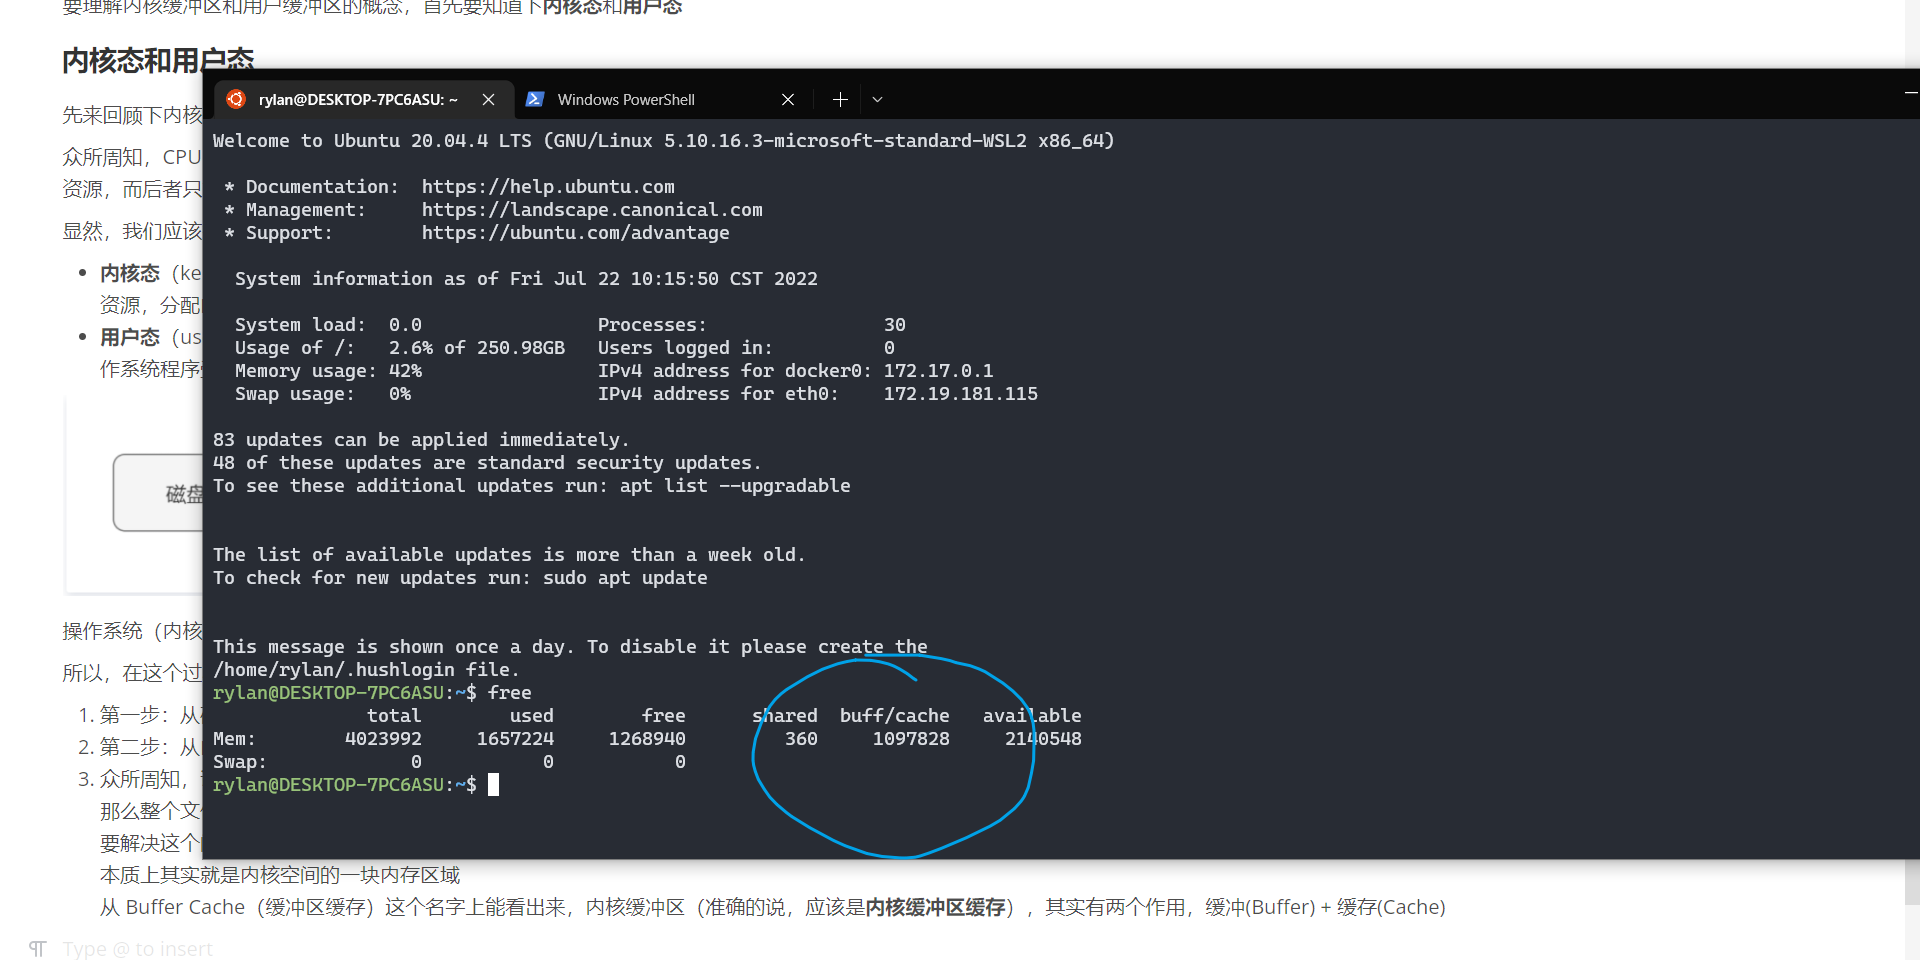 要理解内核缓冲区和用户缓冲区的概念，首先要知道下内核态和用户态
内核态和用户态
先来回顾下内核
众所周知，CPU
资源，而后者只
显然，我们应该
• 内核态（ke
资源，分配
• 用户态（us
作系统程序
磁盘
操作系统（内核
所以，在这个过
1. 第一步：从
2. 第二步：从
3. 众所周知，
那么整个文
要解决这个
本质上其实就是内核空间的一块内存区域
从 Buffer Cache（缓冲区缓存）这个名字上能看出来，内核缓冲区（准确的说，应该是内核缓冲区缓存），其实有两个作用，缓冲(Buffer) + 缓存(Cache)
Type @ to insert
rylan@DESKTOP-7PC6ASU: ~ Windows PowerShell
Welcome to Ubuntu 20.04.4 LTS (GNU/Linux 5.10.16.3-microsoft-standard-WSL2 x86_64)
* Documentation: https://help.ubuntu.com
* Management: https://landscape.canonical.com
* Support: https://ubuntu.com/advantage
System information as of Fri Jul 22 10:15:50 CST 2022
System load: 0.0 Processes: 30
Usage of /: 2.6% of 250.98GB Users logged in: 0
Memory usage: 42% IPv4 address for docker0: 172.17.0.1
Swap usage: 0% IPv4 address for eth0: 172.19.181.115
83 updates can be applied immediately.
48 of these updates are standard security updates.
To see these additional updates run: apt list --upgradable
The list of available updates is more than a week old.
To check for new updates run: sudo apt update
This message is shown once a day. To disable it please create the
/home/rylan/.hushlogin file.
rylan@DESKTOP-7PC6ASU:~$ free
total used free shared buff/cache available
Mem: 4023992 1657224 1268940 360 1097828 2140548
Swap: 0 0 0
rylan@DESKTOP-7PC6ASU:~$